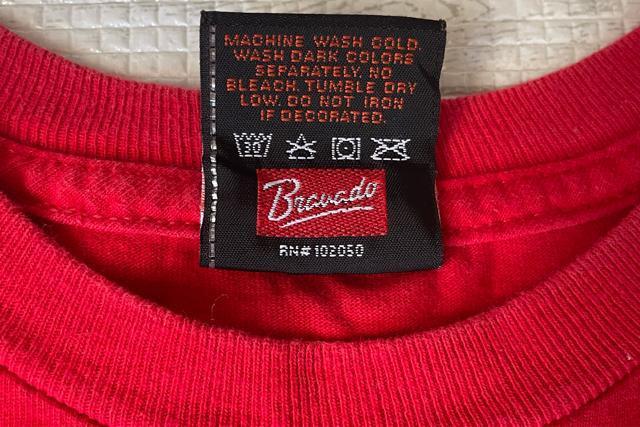 MACHINE WASH COLD.
WASH DARK COLORS
SEPARATELY. NO
BLEACH. TUMBLE DRY
LOW. DO NOT IRON
IF DECORATED.
30
Bravado
RN# 102050